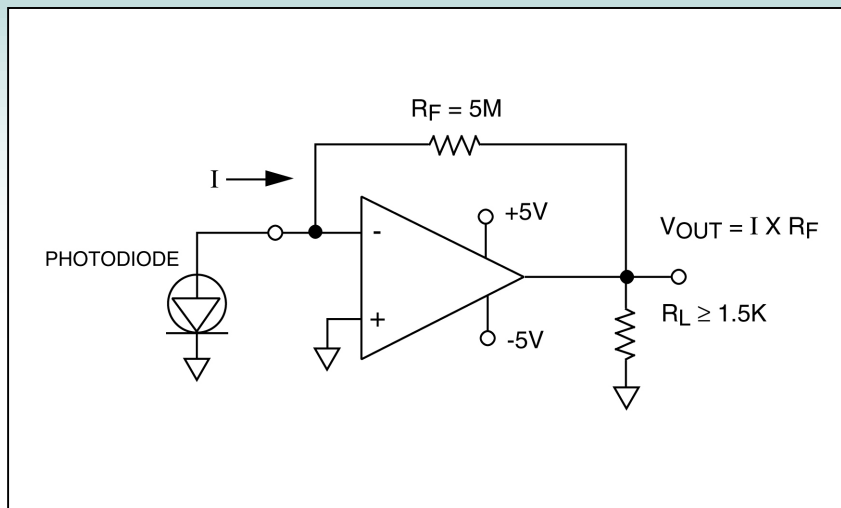 RF = 5M
I
+5V
VOUT = I X RF
-
PHOTODIODE
+
RL ≥ 1.5K
-5V